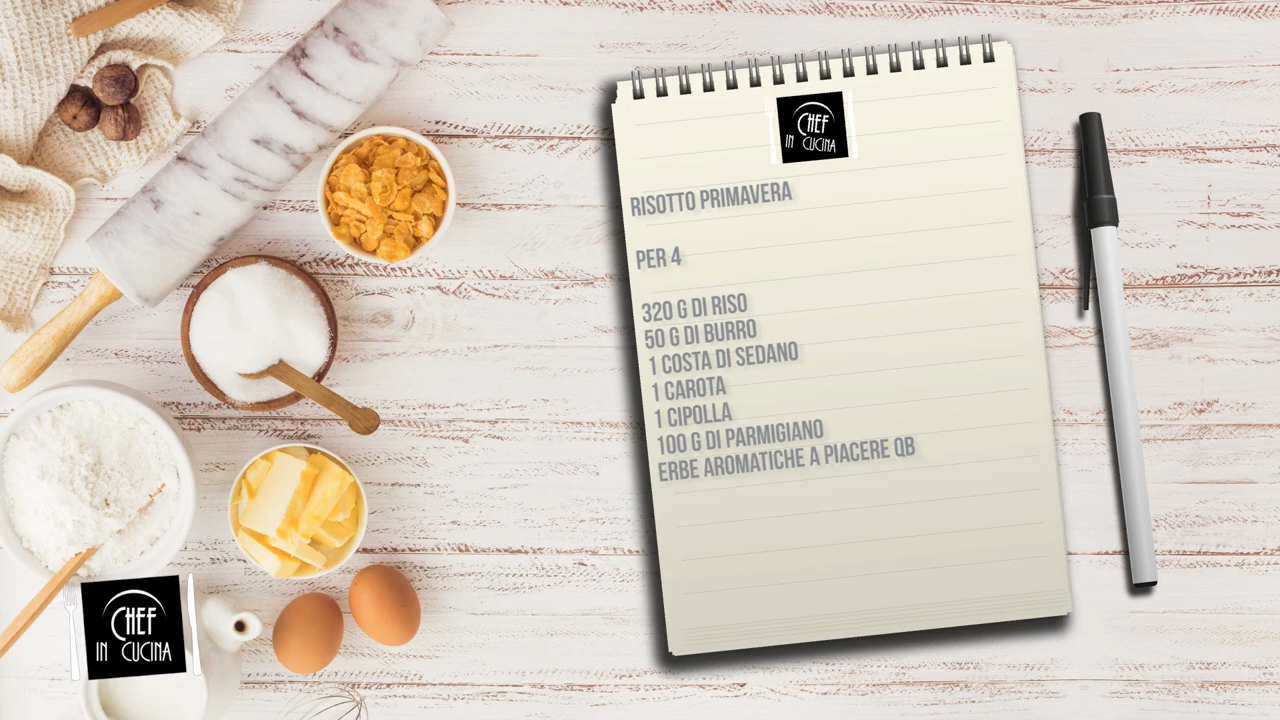 CHEF
IN CUCINA
RISOTTO PRIMAVERA
PER 4
320 G DI RISO
50 G DI BURRO
1 COSTA DI SEDANO
1 CAROTA
1 CIPOLLA
100 G DI PARMIGIANO
ERBE AROMATICHE A PIACERE QB
CHEF
IN CUCINA